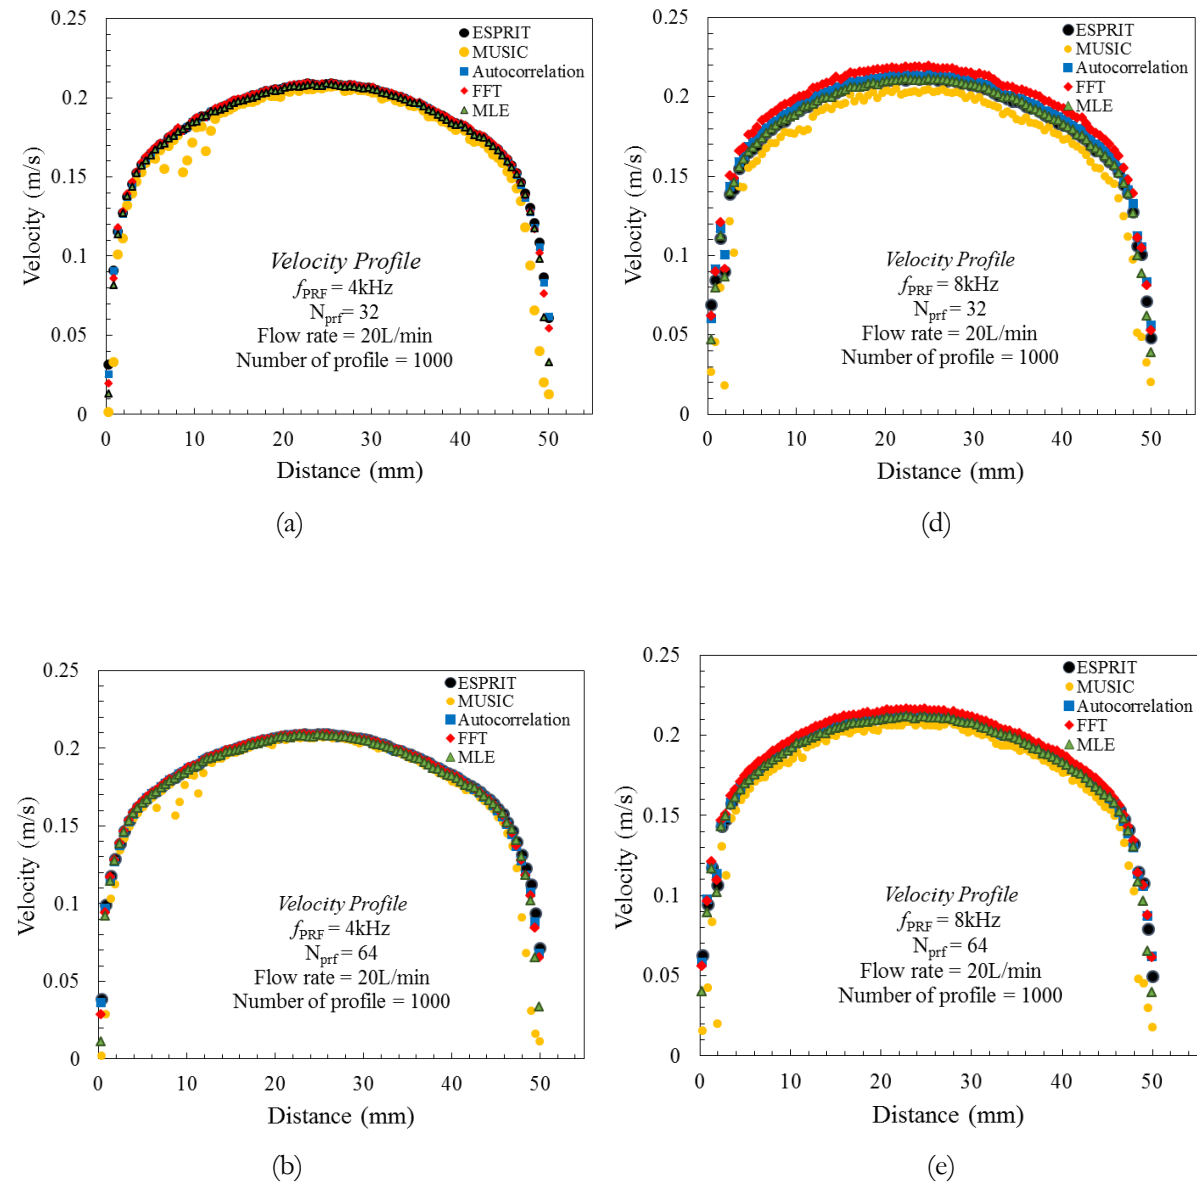 0.25
0.2
0.15
0.1
0.05
0
Velocity (m/s)
ESPRIT
MUSIC
Autocorrelation
FFT
MLE
Velocity Profile
fPRF = 4kHz
Nprf = 32
Flow rate = 20L/min
Number of profile = 1000
0 10 20 30 40 50
Distance (mm)
(a)
0.25
0.2
0.15
0.1
0.05
0
Velocity (m/s)
ESPRIT
MUSIC
Autocorrelation
FFT
MLE
Velocity Profile
fPRF = 8kHz
Nprf = 32
Flow rate = 20L/min
Number of profile = 1000
0 10 20 30 40 50
Distance (mm)
(d)
0.25
0.2
0.15
0.1
0.05
0
Velocity (m/s)
ESPRIT
MUSIC
Autocorrelation
FFT
MLE
Velocity Profile
fPRF = 4kHz
Nprf = 64
Flow rate = 20L/min
Number of profile = 1000
0 10 20 30 40 50
Distance (mm)
(b)
0.25
0.2
0.15
0.1
0.05
0
Velocity (m/s)
ESPRIT
MUSIC
Autocorrelation
FFT
MLE
Velocity Profile
fPRF = 8kHz
Nprf = 64
Flow rate = 20L/min
Number of profile = 1000
0 10 20 30 40 50
Distance (mm)
(e)